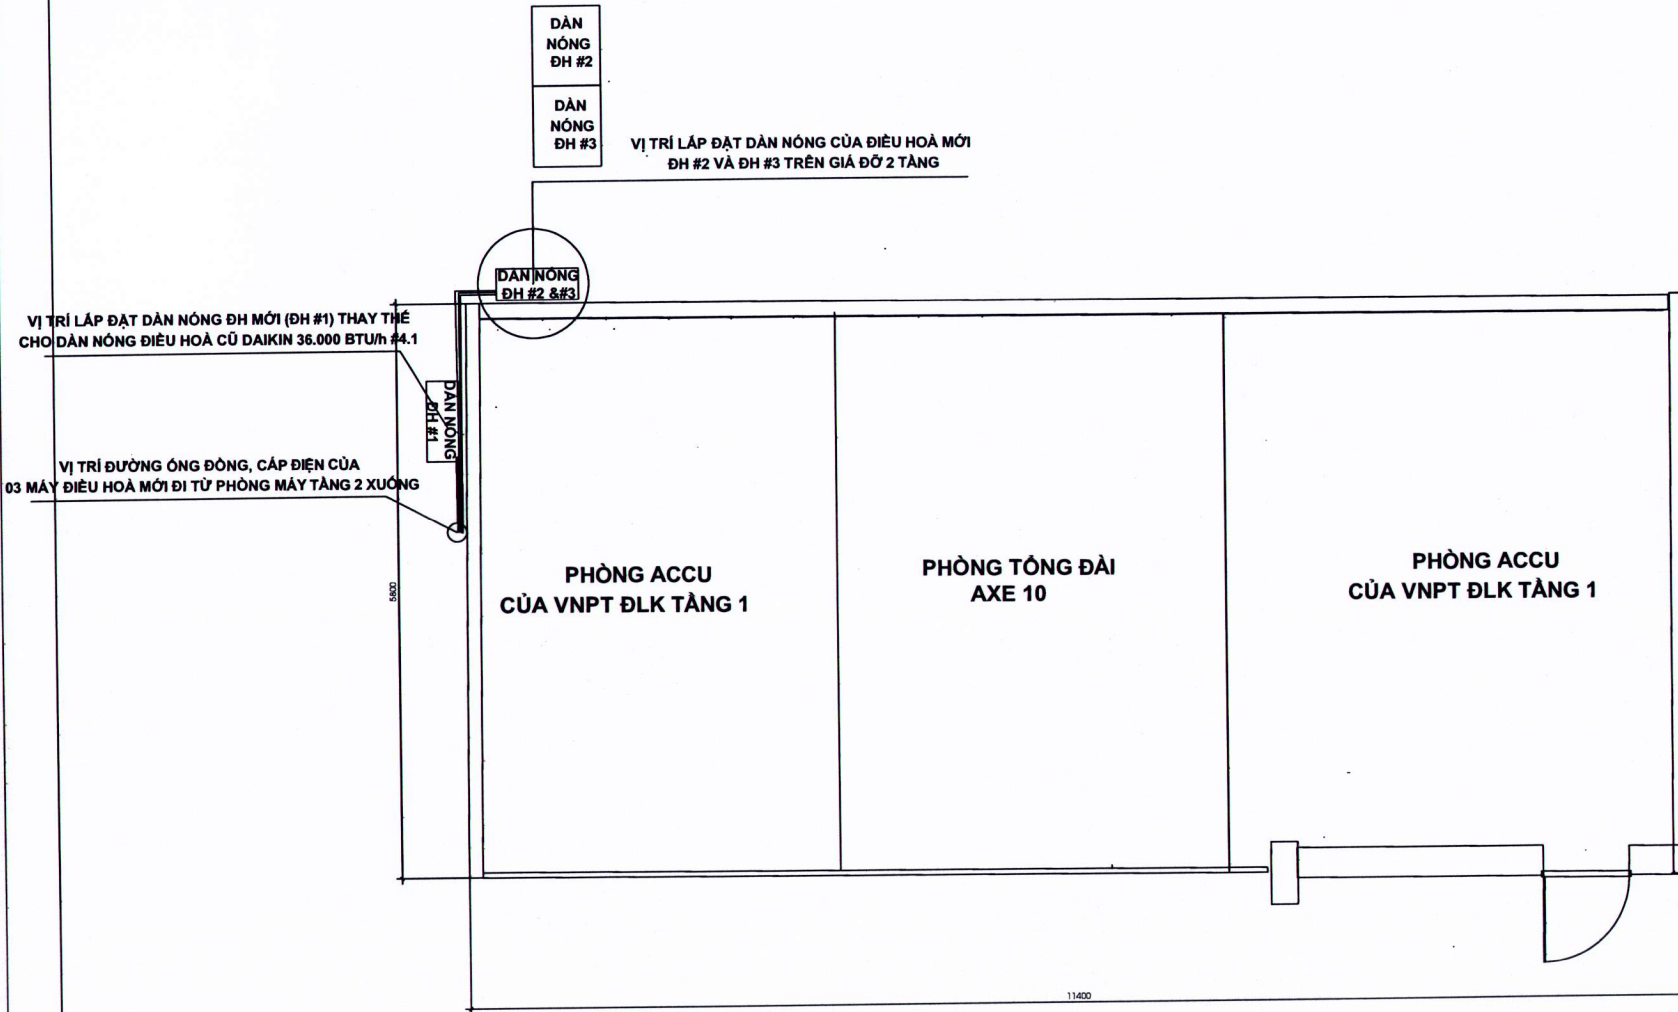 DÀN
NÓNG
ĐH #2
DÀN
NÓNG
ĐH #3
VỊ TRÍ LẮP ĐẶT DÀN NÓNG CỦA ĐIỀU HOÀ MỚI
ĐH #2 VÀ ĐH #3 TRÊN GIÁ ĐỠ 2 TẦNG
DÀN NÓNG
ĐH #2 &#3
VỊ TRÍ LẮP ĐẶT DÀN NÓNG ĐH MỚI (ĐH #1) THAY THẾ
CHO DÀN NÓNG ĐIỀU HOÀ CŨ DAIKIN 36.000 BTU/h #4.1
DÀN NÓNG
ĐH #1
VỊ TRÍ ĐƯỜNG ỐNG ĐỒNG, CÁP ĐIỆN CỦA
03 MÁY ĐIỀU HOÀ MỚI ĐI TỪ PHÒNG MÁY TẦNG 2 XUỐNG
5800
PHÒNG ACCU
CỦA VNPT ĐLK TẦNG 1
PHÒNG TỔNG ĐÀI
AXE 10
PHÒNG ACCU
CỦA VNPT ĐLK TẦNG 1
11400